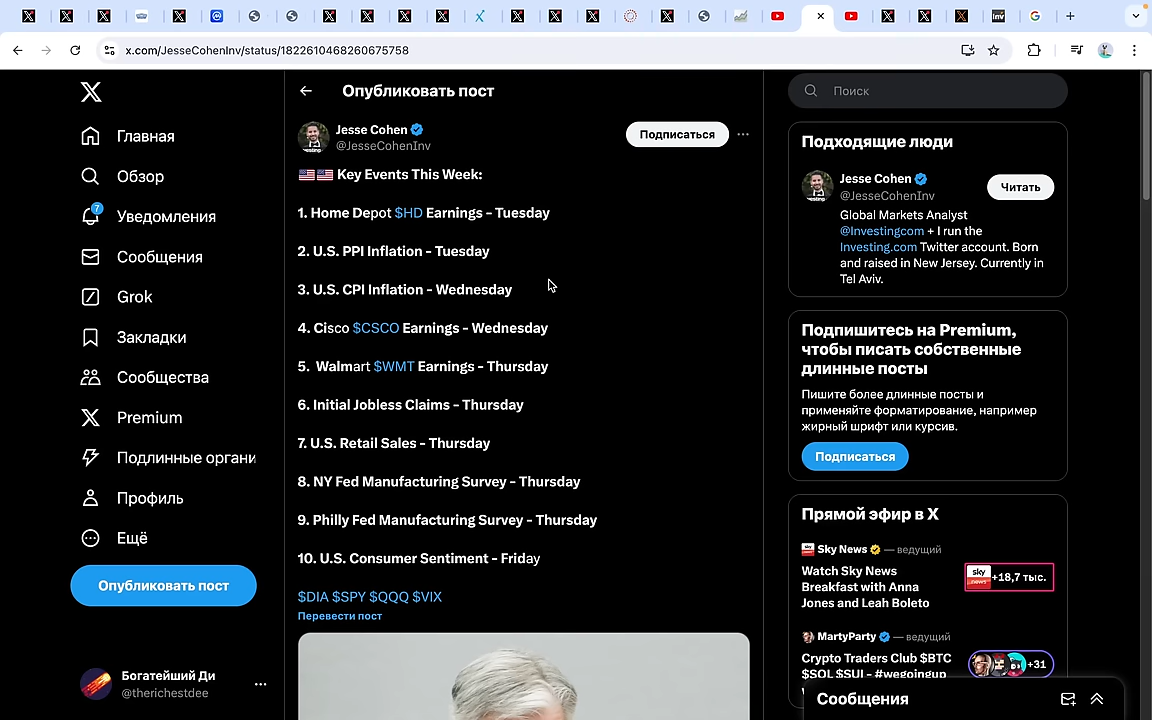 x.com/JesseCohenInv/status/1822610468260675758
Главная
Обзор
7
Уведомления
Сообщения
Grok
Закладки
Сообщества
Premium
Подлинные органи
Профиль
Ещё
Опубликовать пост
Богатейший Ди
@therichestdee
Опубликовать пост
Jesse Cohen
@JesseCohenInv
Подписаться
Key Events This Week:
1. Home Depot $HD Earnings - Tuesday
2. U.S. PPI Inflation - Tuesday
3. U.S. CPI Inflation - Wednesday
4. Cisco $CSCO Earnings - Wednesday
5. Walmart $WMT Earnings - Thursday
6. Initial Jobless Claims - Thursday
7. U.S. Retail Sales - Thursday
8. NY Fed Manufacturing Survey - Thursday
9. Philly Fed Manufacturing Survey - Thursday
10. U.S. Consumer Sentiment - Friday
$DIA $SPY $QQQ $VIX
Перевести пост
Поиск
Подходящие люди
Jesse Cohen
@JesseCohenInv
Читать
Global Markets Analyst
@Investingcom + I run the
Investing.com Twitter account. Born
and raised in New Jersey. Currently in
Tel Aviv.
Подпишитесь на Premium,
чтобы писать собственные
длинные посты
Пишите более длинные посты и
применяйте форматирование, например
жирный шрифт или курсив.
Подписаться
Прямой эфир в X
Sky News — ведущий
Watch Sky News
Breakfast with Anna
Jones and Leah Boleto
sky news
+18,7 тыс.
MartyParty — ведущий
Crypto Traders Club $BTC
$SOL $SUI - #wegoingup
+31
Сообщения